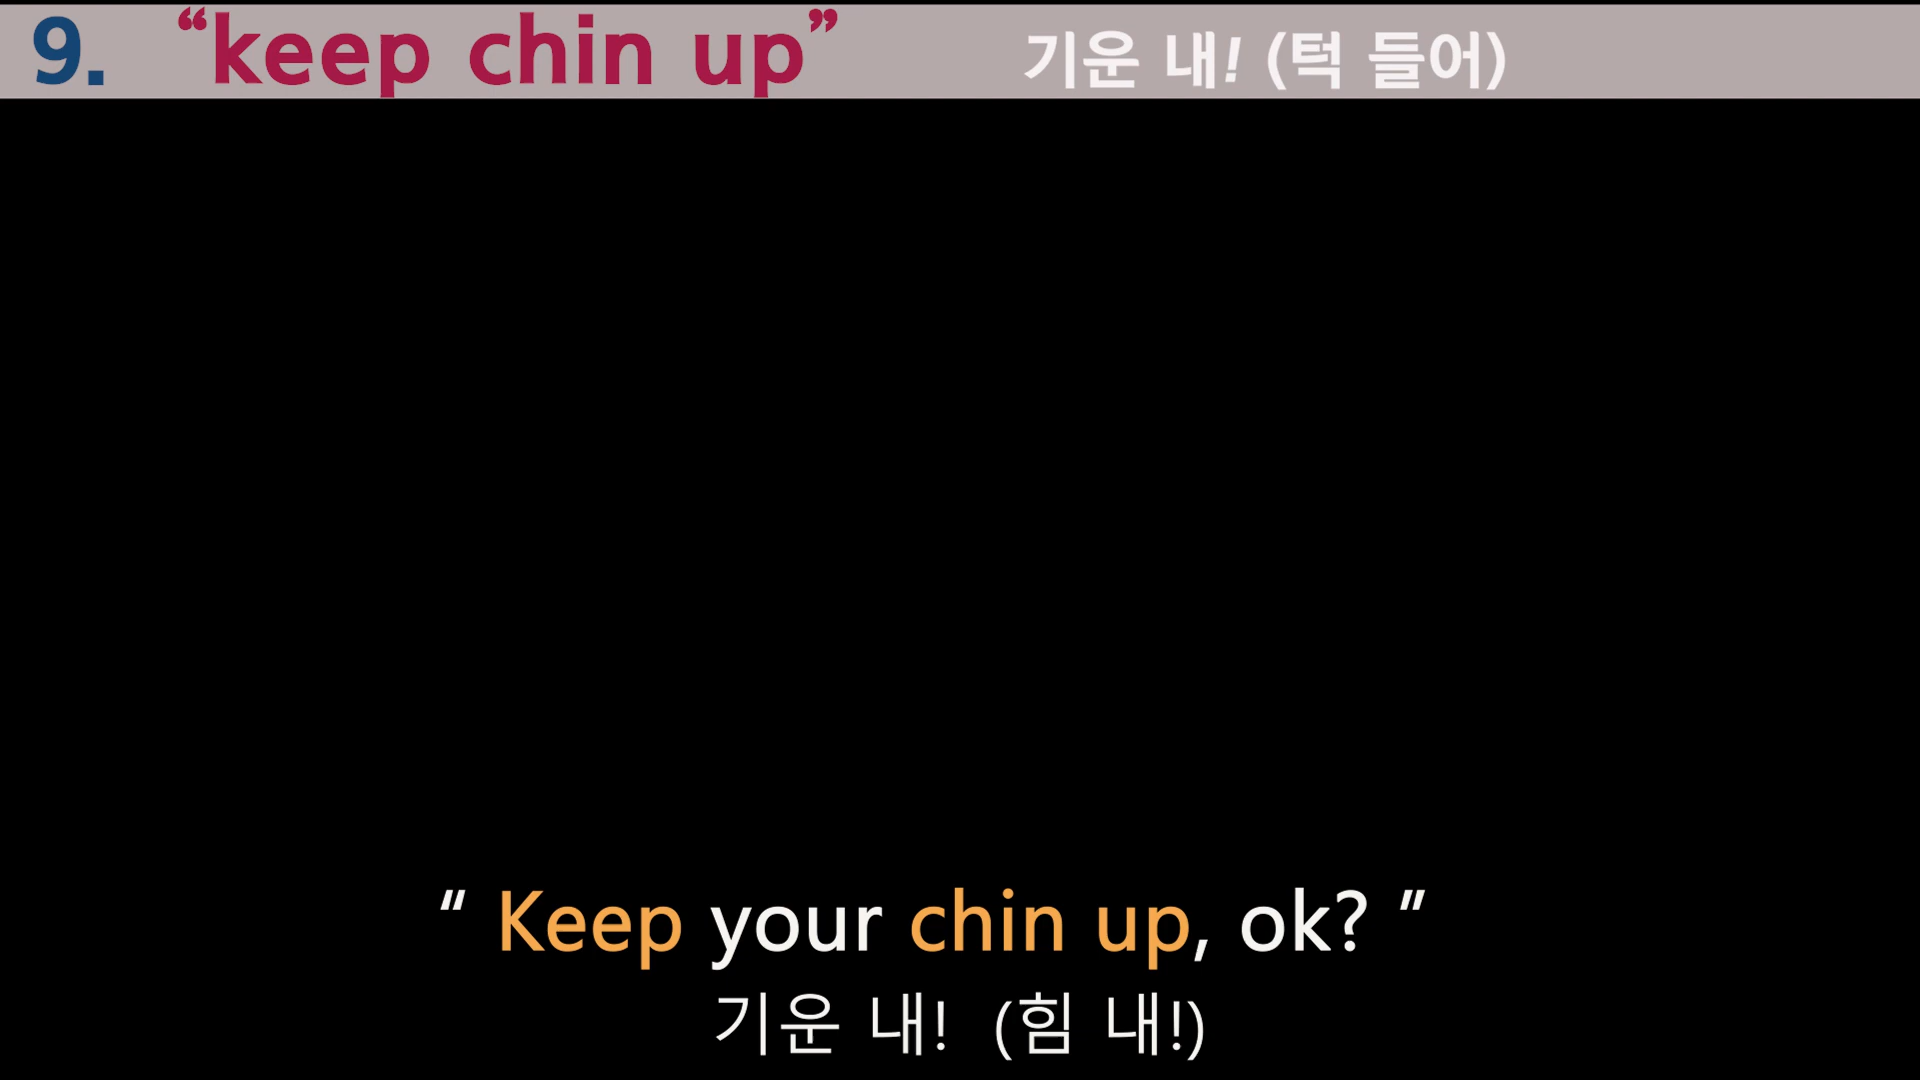 9. “keep chin up” 기운 내! (턱 들어)
“ Keep your chin up, ok? ”
기운 내! (힘 내!)